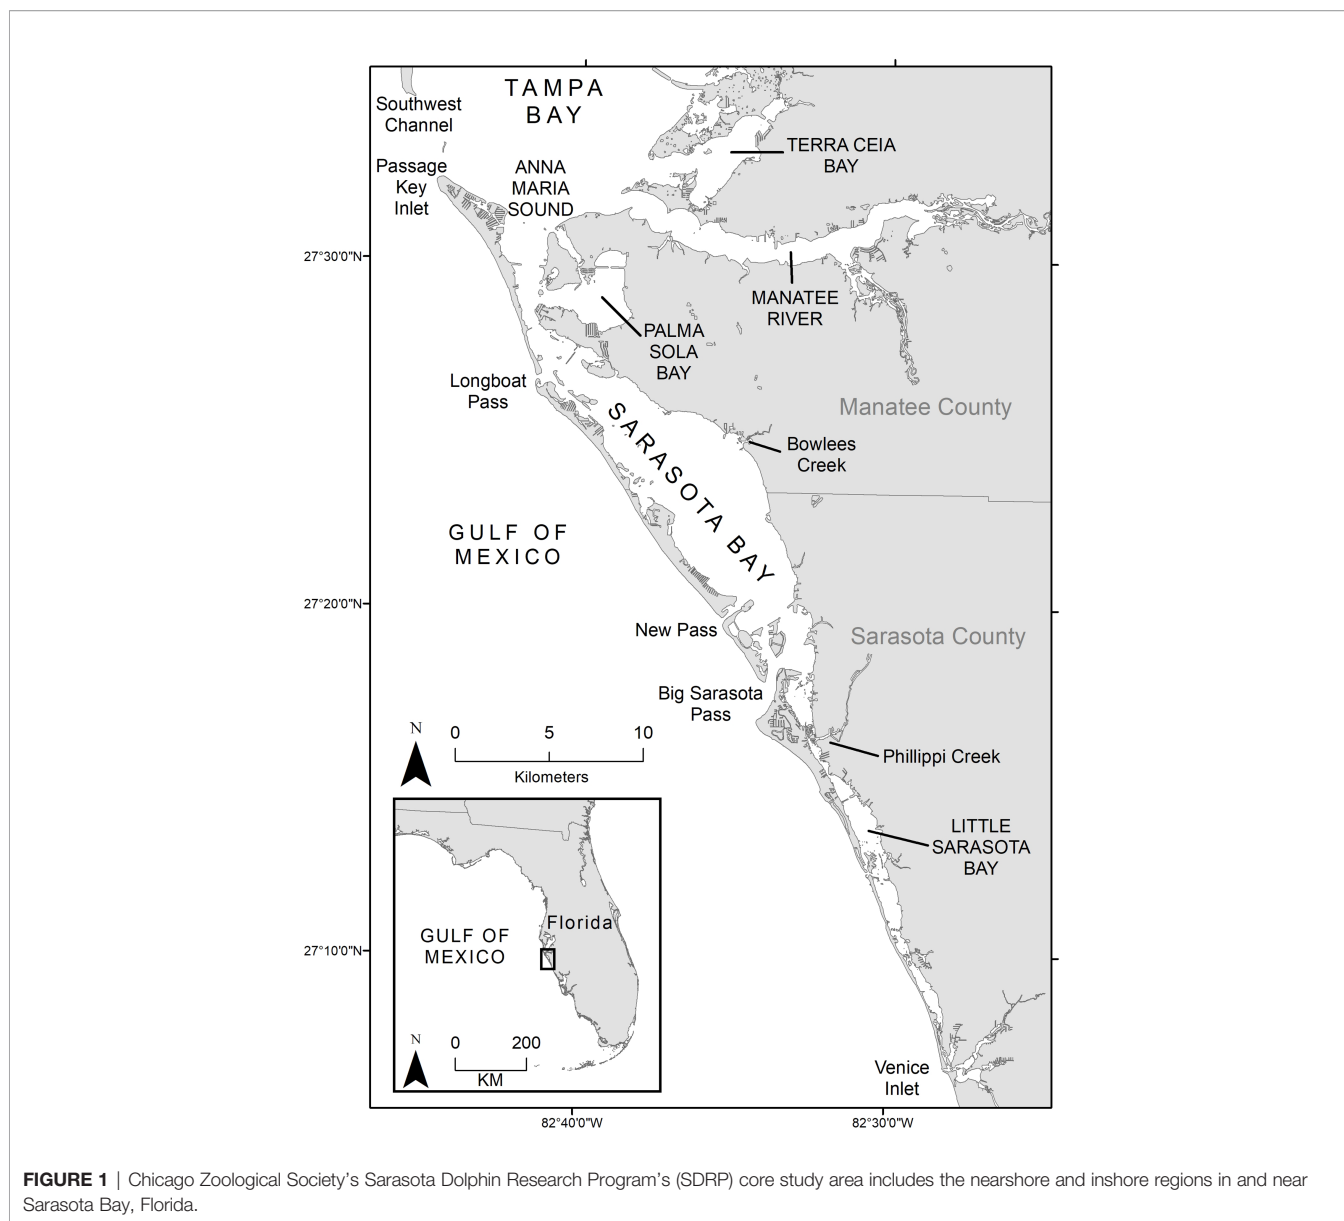 TAMPA
BAY
Southwest
Channel
TERRA CEIA
BAY
Passage
Key
Inlet
ANNA
MARIA
SOUND
27°30'0"N
MANATEE
RIVER
PALMA
SOLA
BAY
Longboat
Pass
Manatee County
SARASOTA BAY
Bowlees
Creek
GULF OF
MEXICO
27°20'0"N
New Pass
Sarasota County
Big Sarasota
Pass
N
0 5 10
Kilometers
Phillippi Creek
LITTLE
SARASOTA
BAY
Florida
GULF OF
MEXICO
27°10'0"N
N
0 200
KM
Venice
Inlet
82°40'0"W 82°30'0"W
FIGURE 1 | Chicago Zoological Society’s Sarasota Dolphin Research Program’s (SDRP) core study area includes the nearshore and inshore regions in and near
Sarasota Bay, Florida.